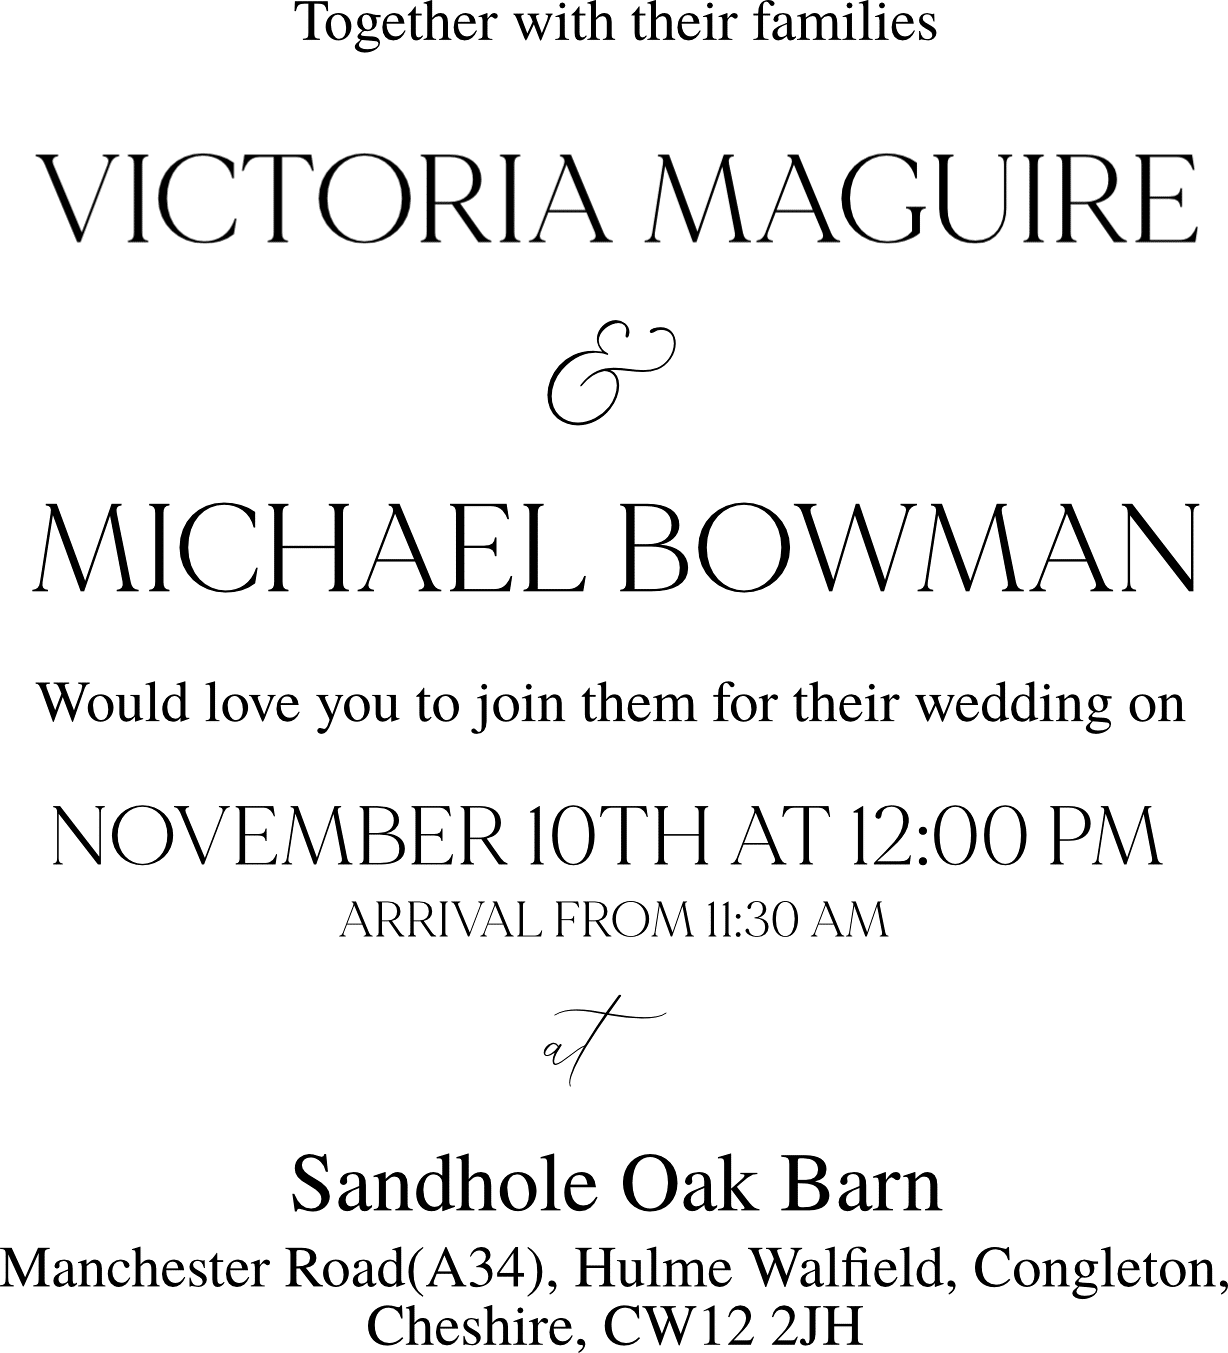 Together with their families
VICTORIA MAGUIRE
&
MICHAEL BOWMAN
Would love you to join them for their wedding on
NOVEMBER 10TH AT 12:00 PM
ARRIVAL FROM 11:30 AM
at
Sandhole Oak Barn
Manchester Road(A34), Hulme Walfield, Congleton,
Cheshire, CW12 2JH